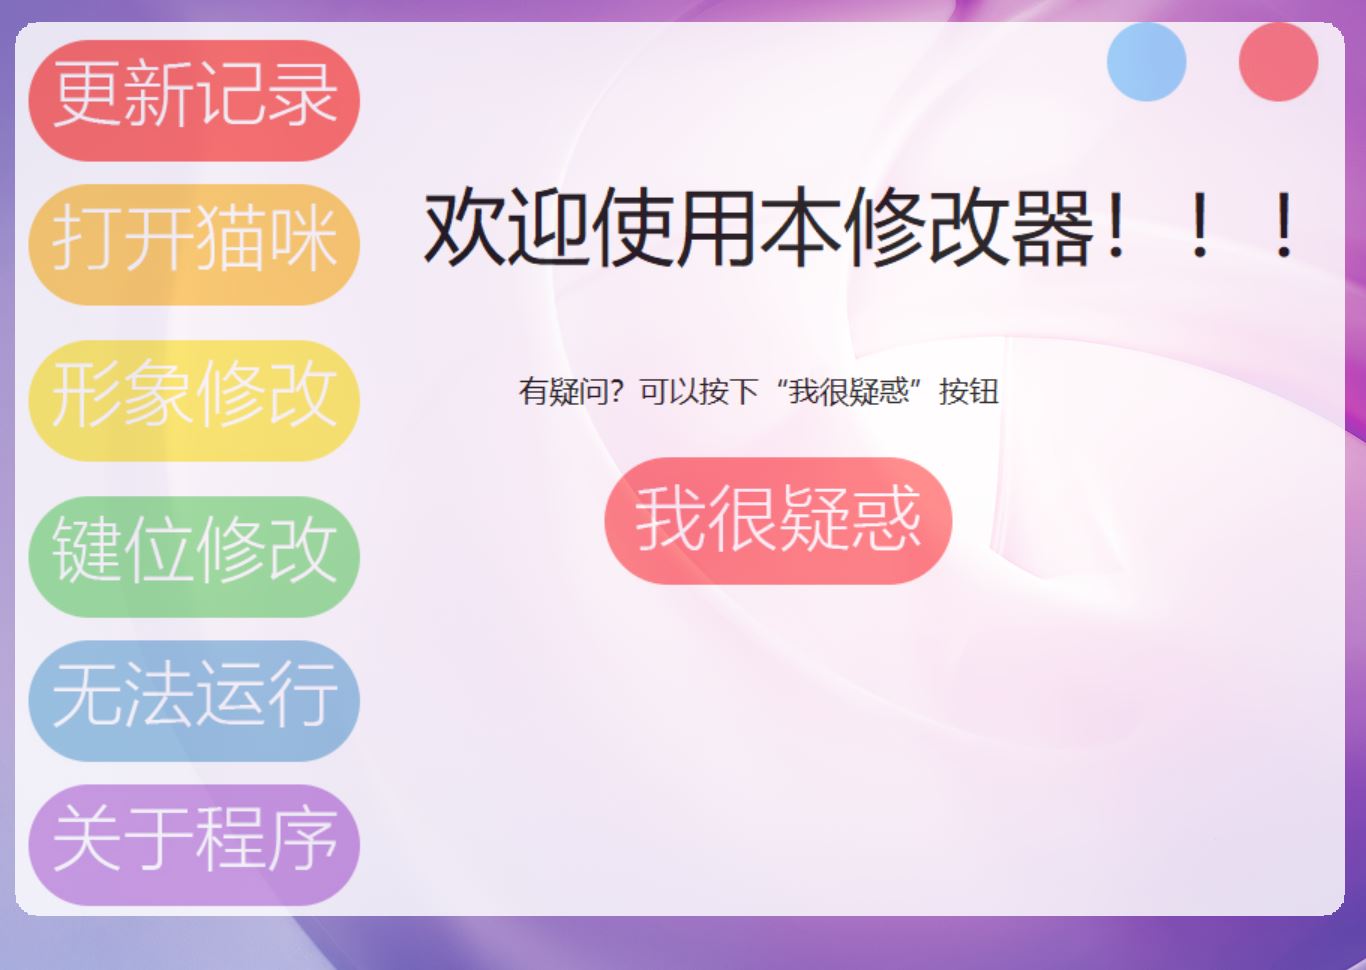 更新记录
打开猫咪
形象修改
键位修改
无法运行
关于程序
欢迎使用本修改器！！！
有疑问？可以按下“我很疑惑”按钮
我很疑惑